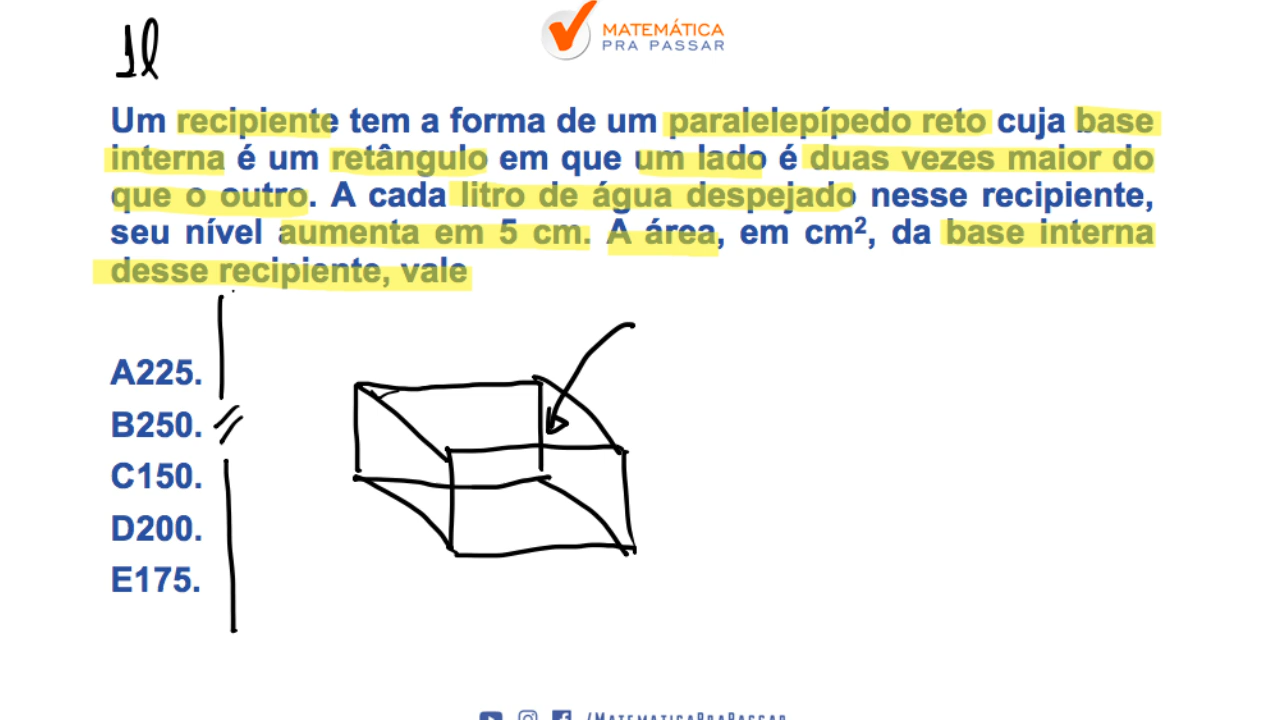 1l
MATEMÁTICA
PRA PASSAR
Um recipiente tem a forma de um paralelepípedo reto cuja base
interna é um retângulo em que um lado é duas vezes maior do
que o outro. A cada litro de água despejado nesse recipiente,
seu nível aumenta em 5 cm. A área, em cm², da base interna
desse recipiente, vale
A225.
B250.
C150.
D200.
E175.
/MATEMATICAPRAPASSAR